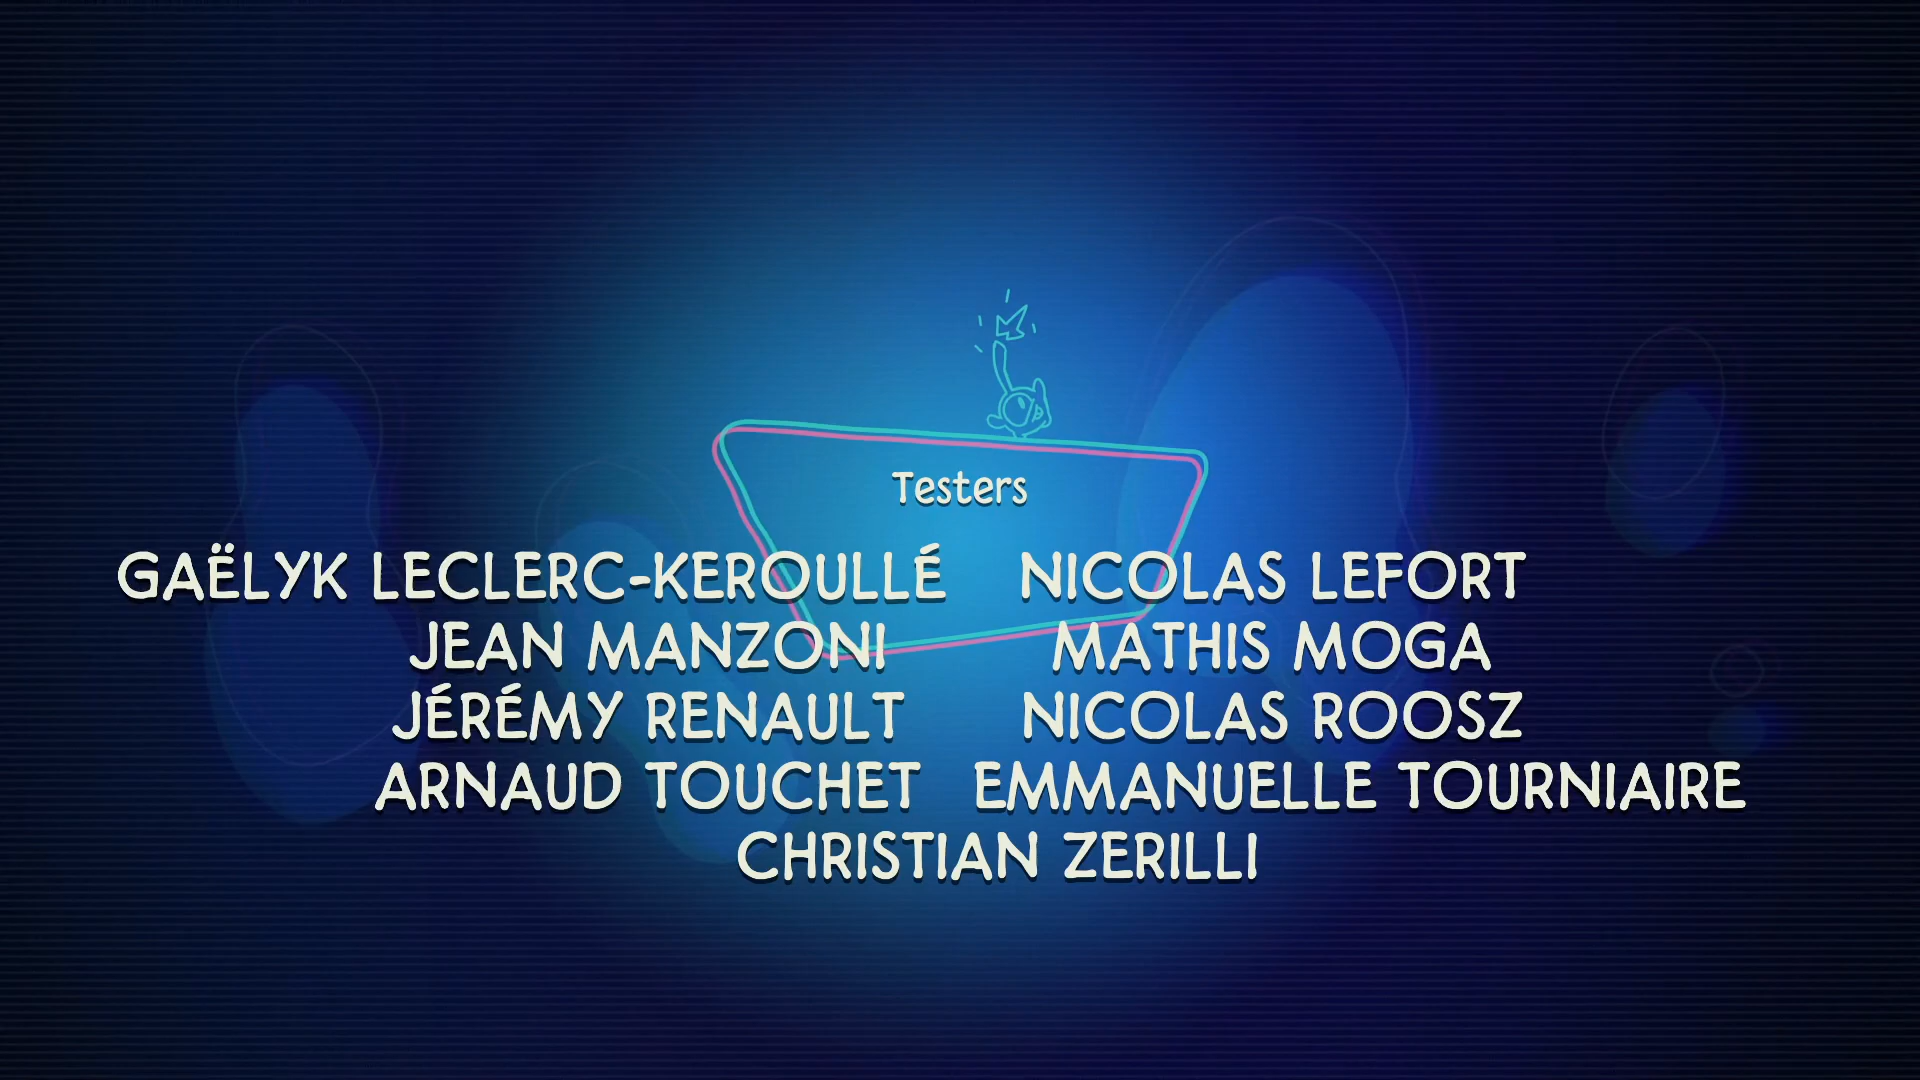 Testers
GAËLYK LECLERC-KEROULLÉ NICOLAS LEFORT
JEAN MANZONI MATHIS MOGA
JÉRÉMY RENAULT NICOLAS ROOSZ
ARNAUD TOUCHET EMMANUELLE TOURNIAIRE
CHRISTIAN ZERILLI